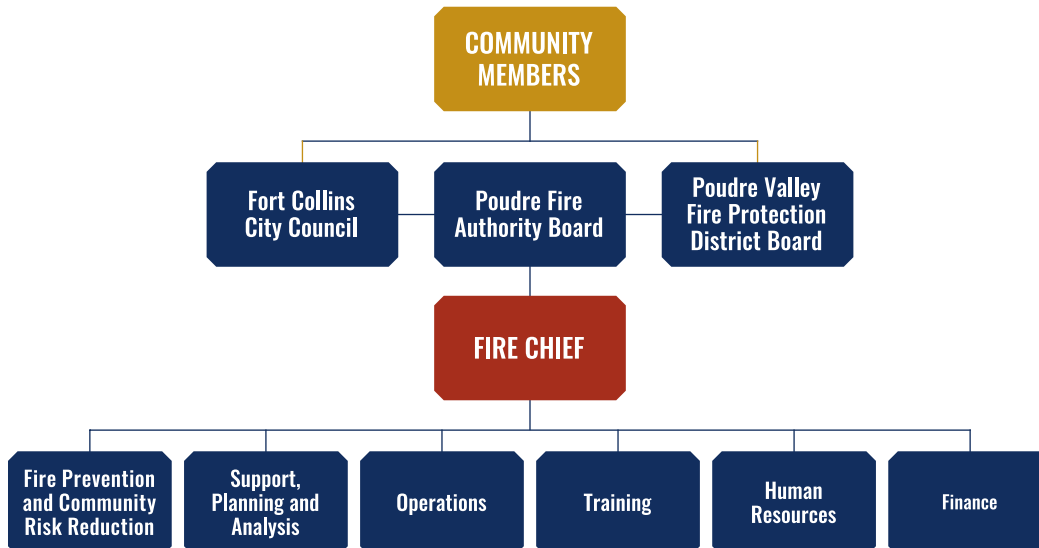 COMMUNITY
MEMBERS
Fort Collins
City Council
Poudre Fire
Authority Board
Poudre Valley
Fire Protection
District Board
FIRE CHIEF
Fire Prevention
and Community
Risk Reduction
Support,
Planning and
Analysis
Operations
Training
Human
Resources
Finance